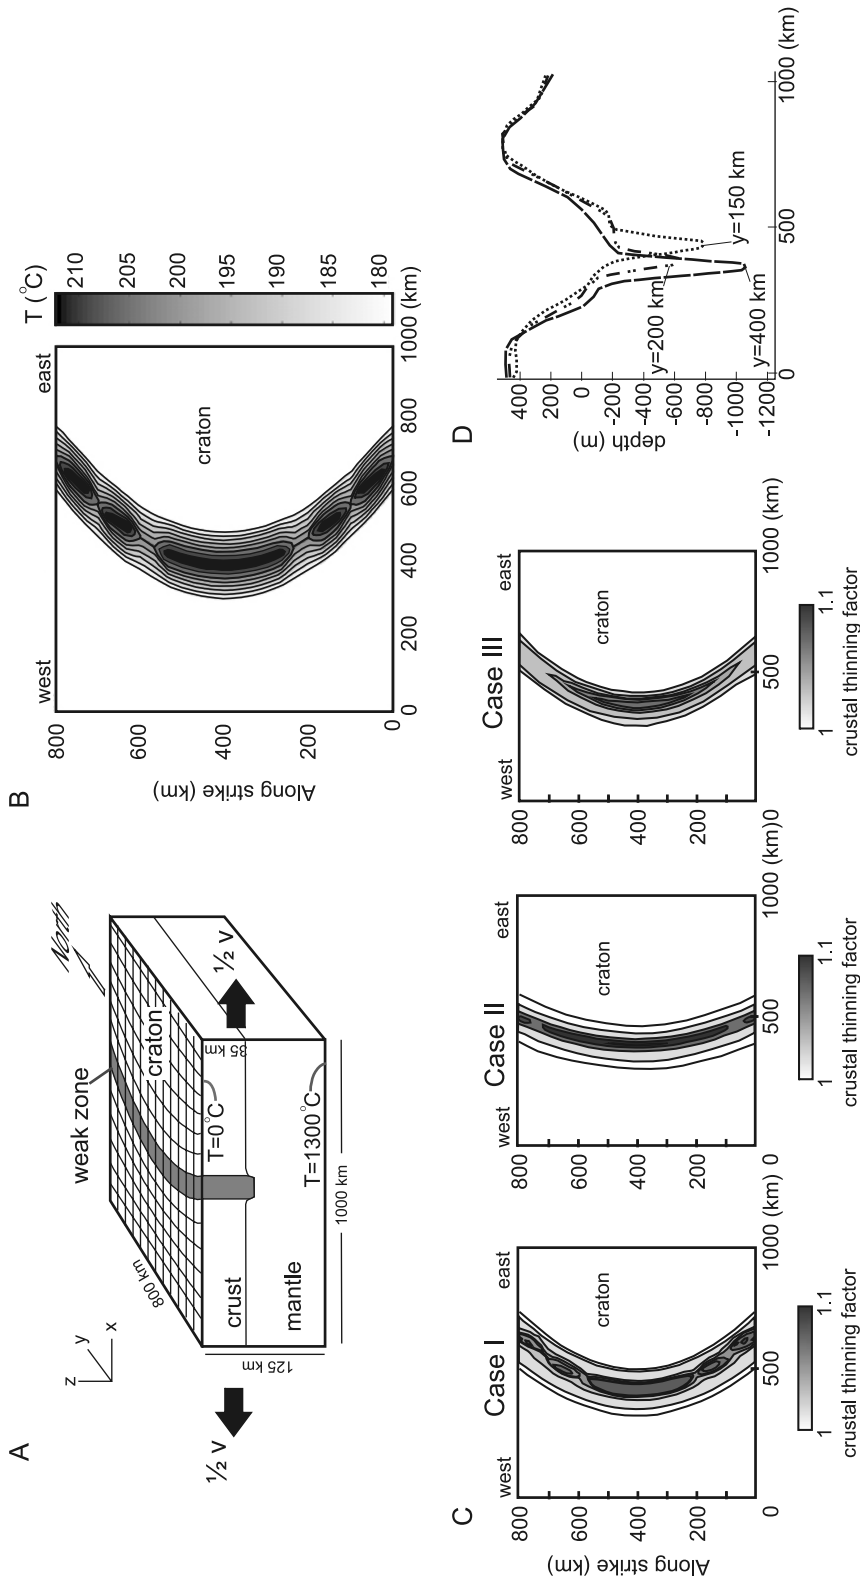 A
z
y
x
North
weak zone
craton
800 km
½ v
½ v
T=0°C
35 km
crust
125 km
mantle
T=1300°C
1000 km
B
west
east
T (°C)
800
600
400
200
0
Along strike (km)
craton
210
205
200
195
190
185
180
0
200
400
600
800
1000 (km)
C
Case I
west
east
800
600
400
200
Along strike (km)
craton
0
500
1000 (km)
1
1.1
crustal thinning factor
Case II
west
east
800
600
400
200
craton
0
500
1000 (km)
1
1.1
crustal thinning factor
Case III
west
east
800
600
400
200
craton
0
500
1000 (km)
1
1.1
crustal thinning factor
D
400
200
0
-200
-400
-600
-800
-1000
-1200
depth (m)
y=200 km
y=400 km
y=150 km
0
500
1000 (km)